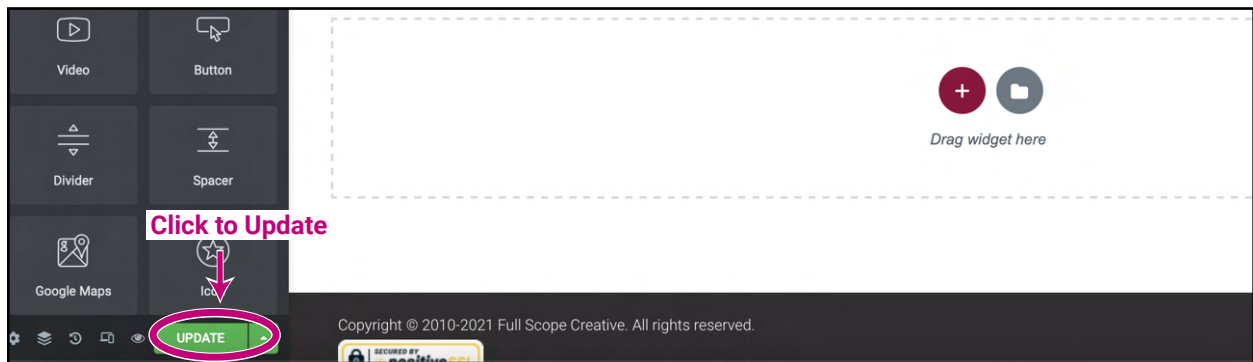 Video
Button
Drag widget here
Divider
Spacer
Click to Update
Google Maps
UPDATE
Copyright © 2010-2021 Full Scope Creative. All rights reserved.
SECURED BY